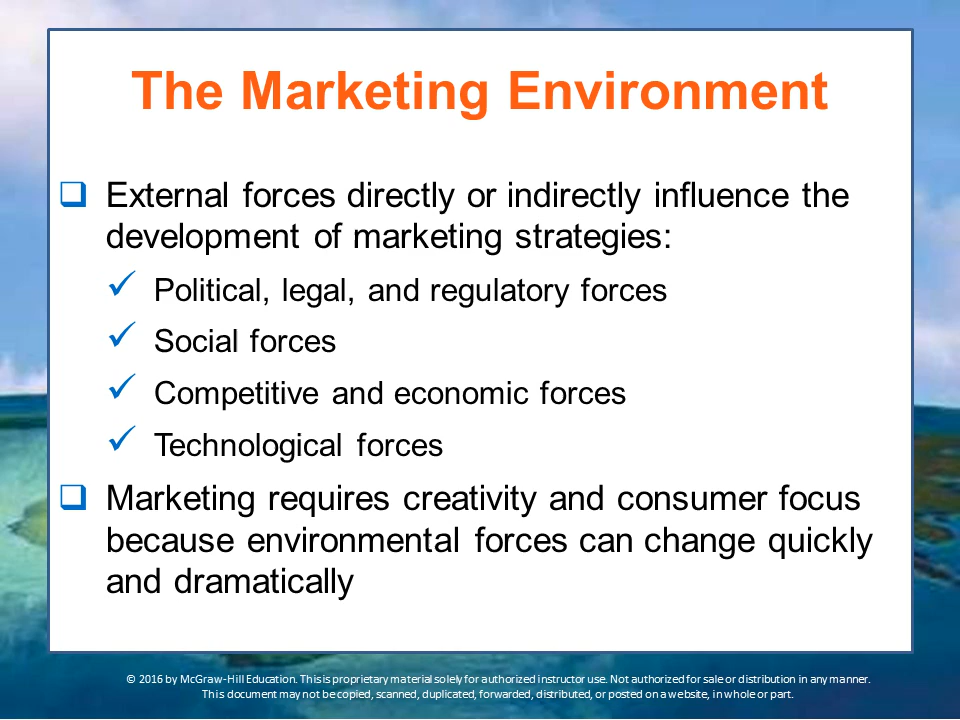 The Marketing Environment
External forces directly or indirectly influence the
development of marketing strategies:
Political, legal, and regulatory forces
Social forces
Competitive and economic forces
Technological forces
Marketing requires creativity and consumer focus
because environmental forces can change quickly
and dramatically
© 2016 by McGraw-Hill Education. This is proprietary material solely for authorized instructor use. Not authorized for sale or distribution in any manner.
This document may not be copied, scanned, duplicated, forwarded, distributed, or posted on a website, in whole or part.